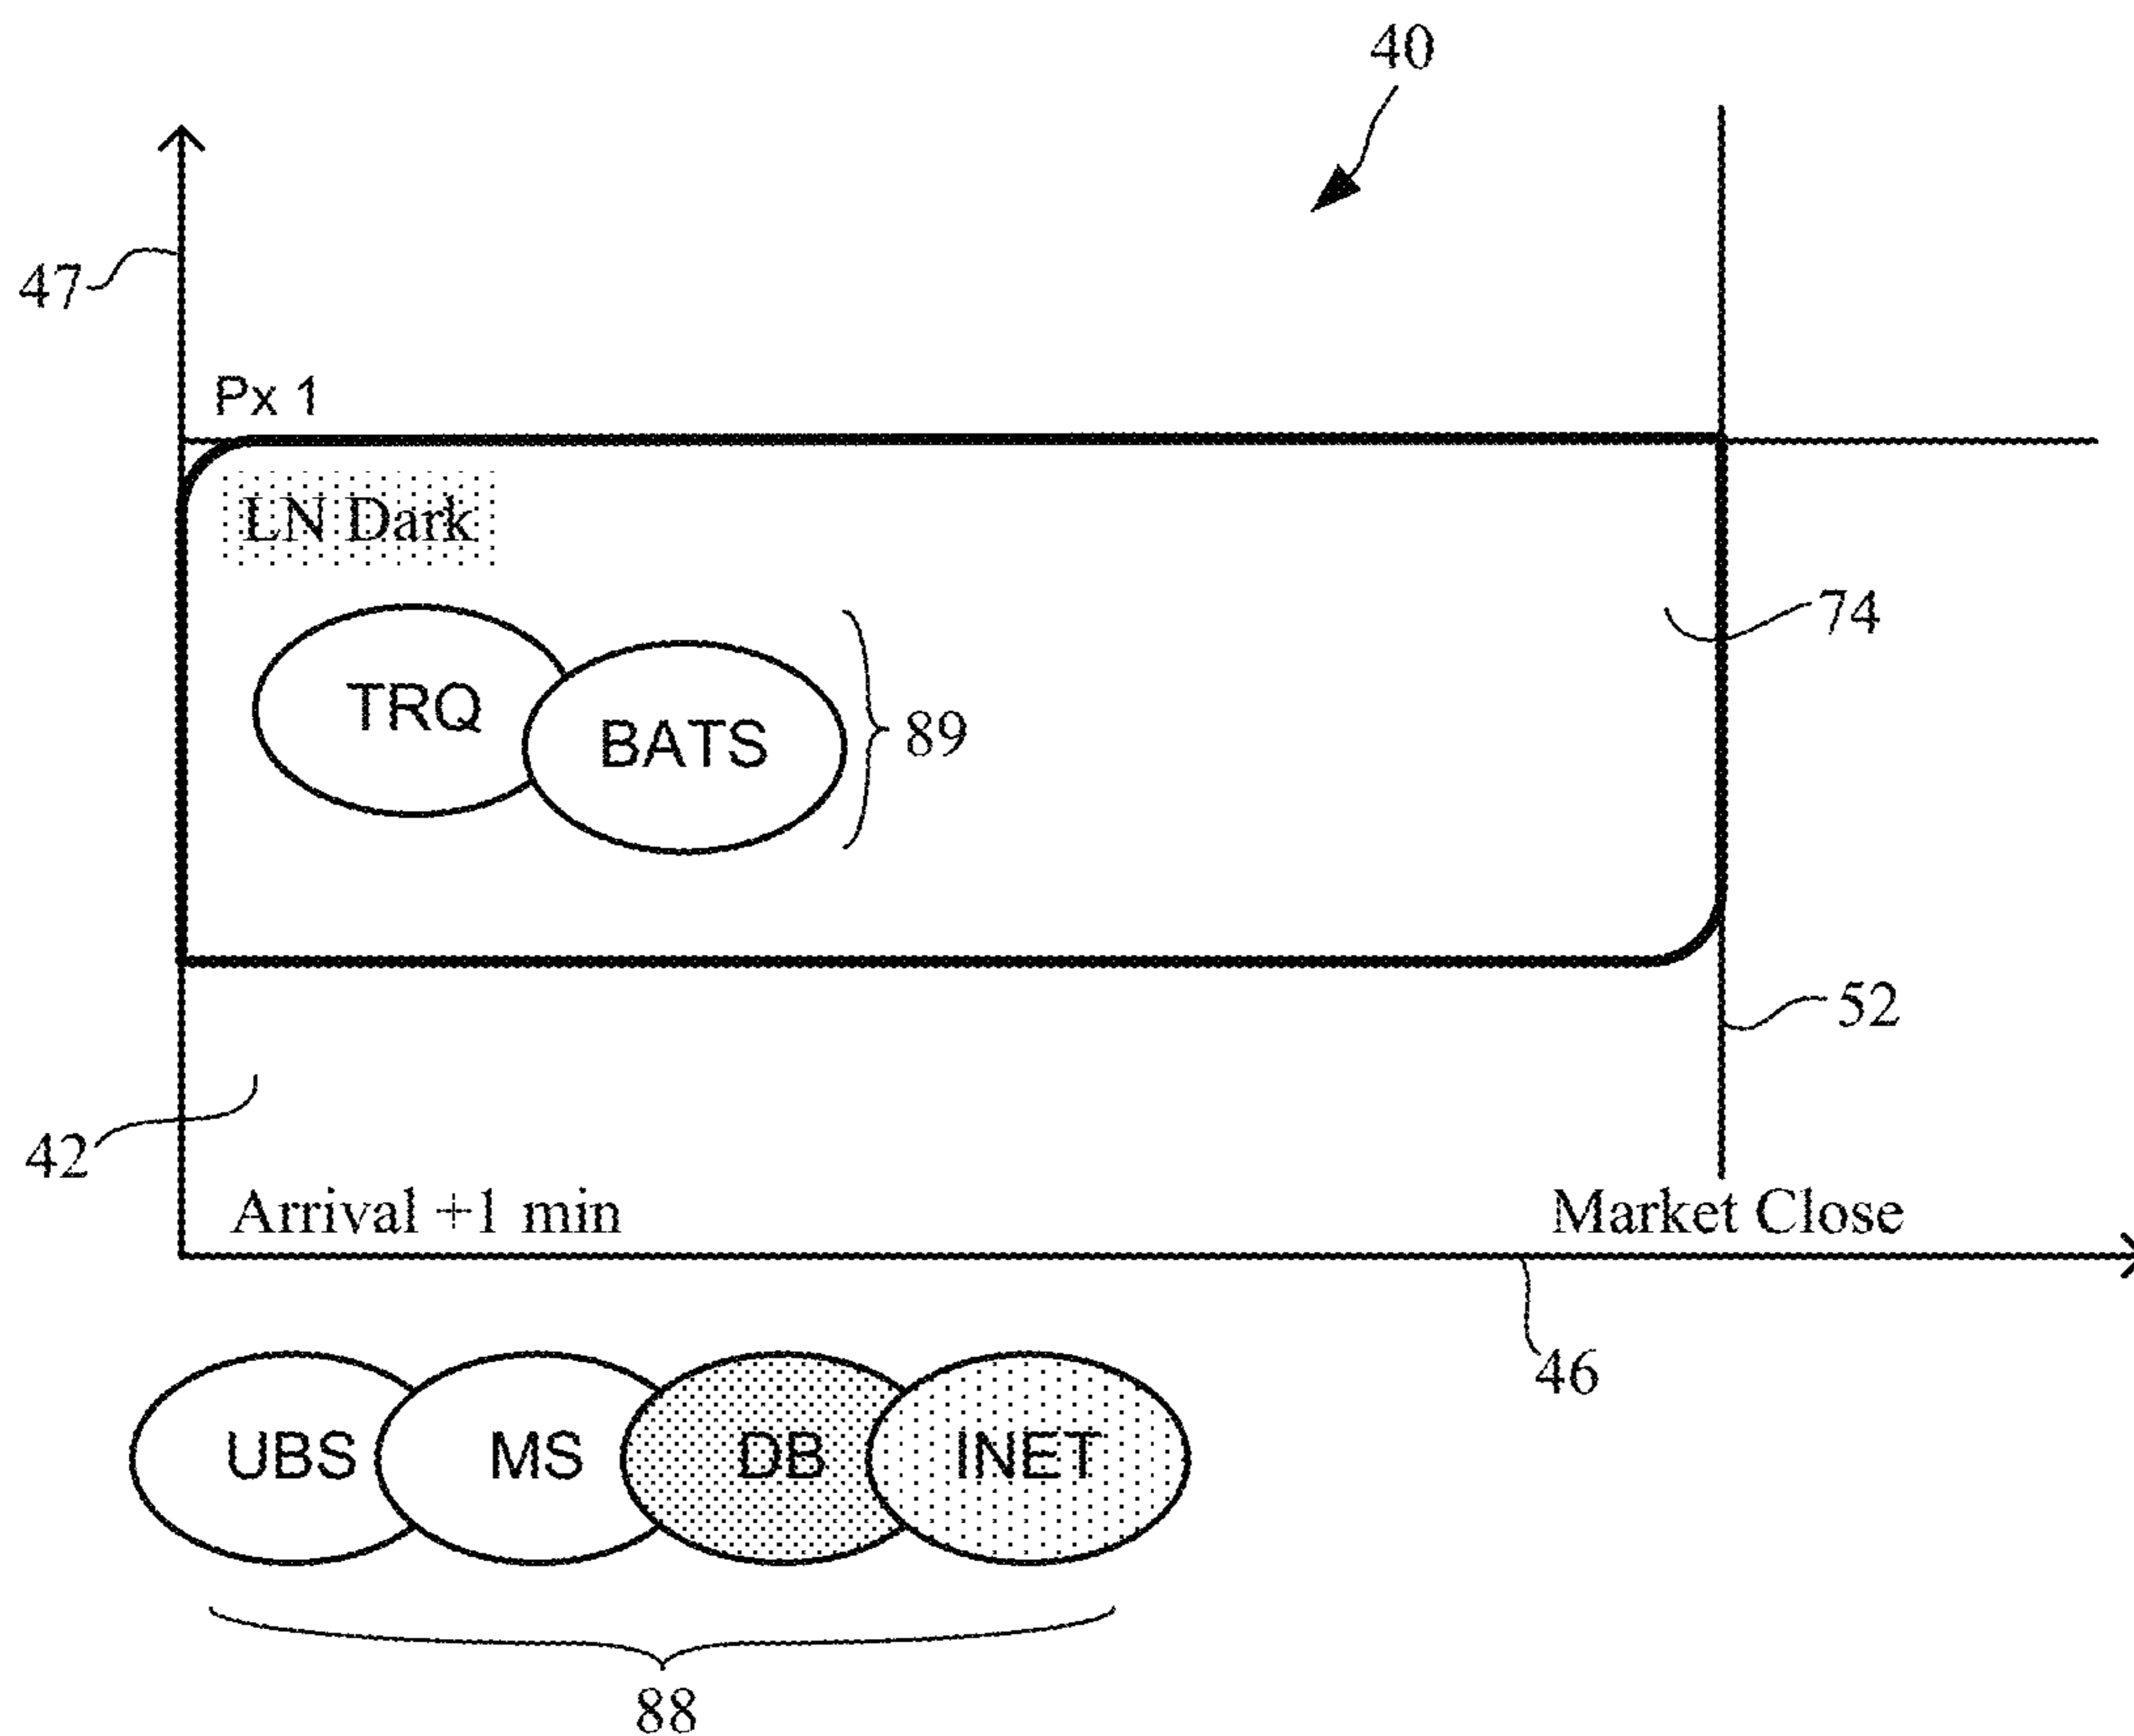 40
47
Px 1
LN Dark
74
TRQ
BATS
89
52
42
Arrival +1 min
Market Close
46
UBS
MS
DB
INET
88